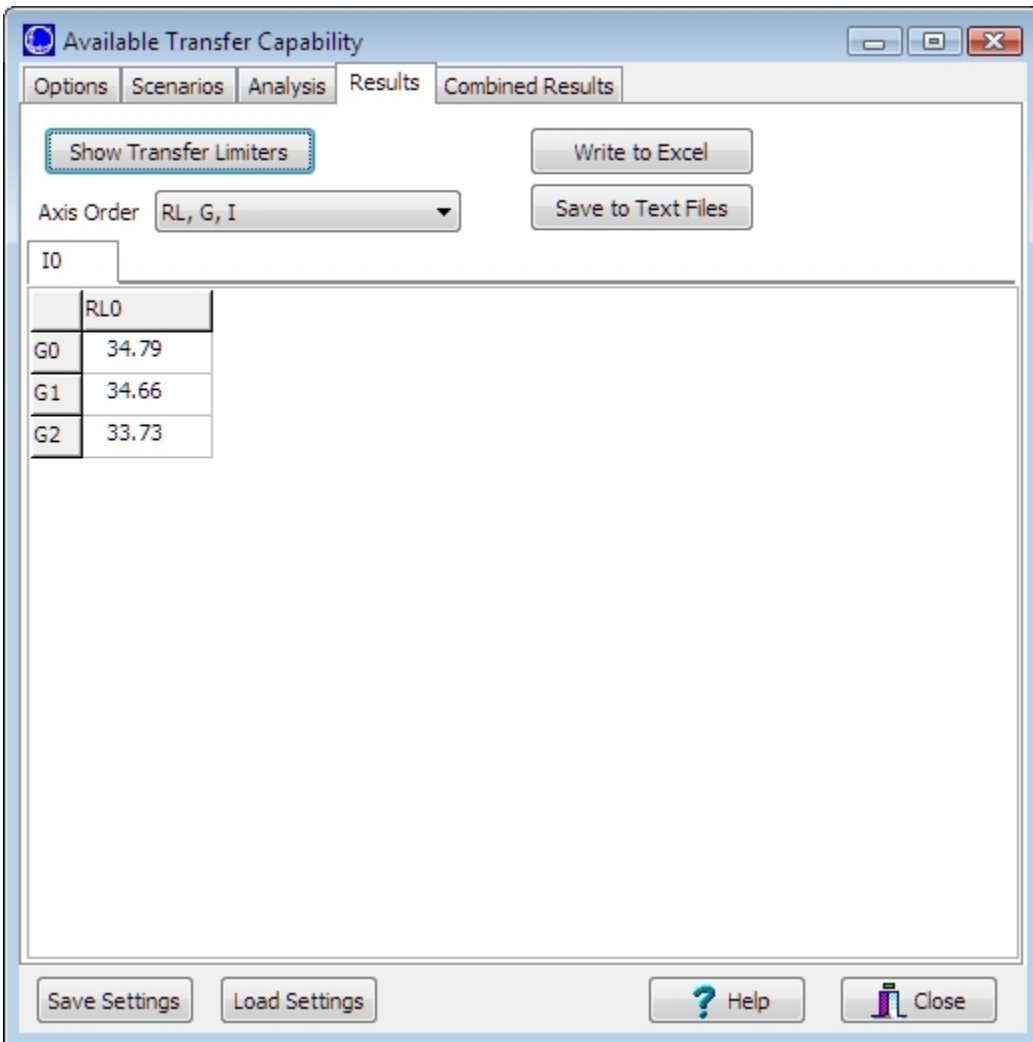 Available Transfer Capability
Options Scenarios Analysis Results Combined Results
Show Transfer Limiters Write to Excel
Axis Order RL, G, I Save to Text Files
I0
RL0
G0 34.79
G1 34.66
G2 33.73
Save Settings Load Settings ? Help Close